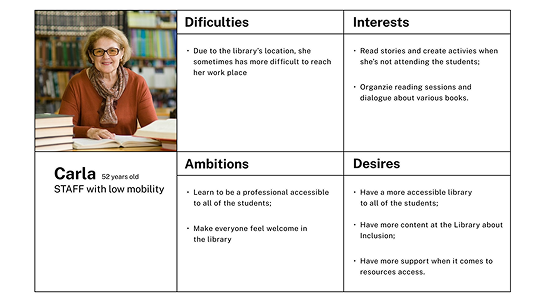 Dificulties
• Due to the library's location, she
sometimes has more difficult to reach
her work place
Interests
• Read stories and create activies when
she's not attending the students;
• Organzie reading sessions and
dialogue about various books.
Carla 52 years old
STAFF with low mobility
Ambitions
• Learn to be a professional accessible
to all of the students;
• Make everyone feel welcome in
the library
Desires
• Have a more accessible library
to all of the students;
• Have more content at the Library about
Inclusion;
• Have more support when it comes to
resources access.